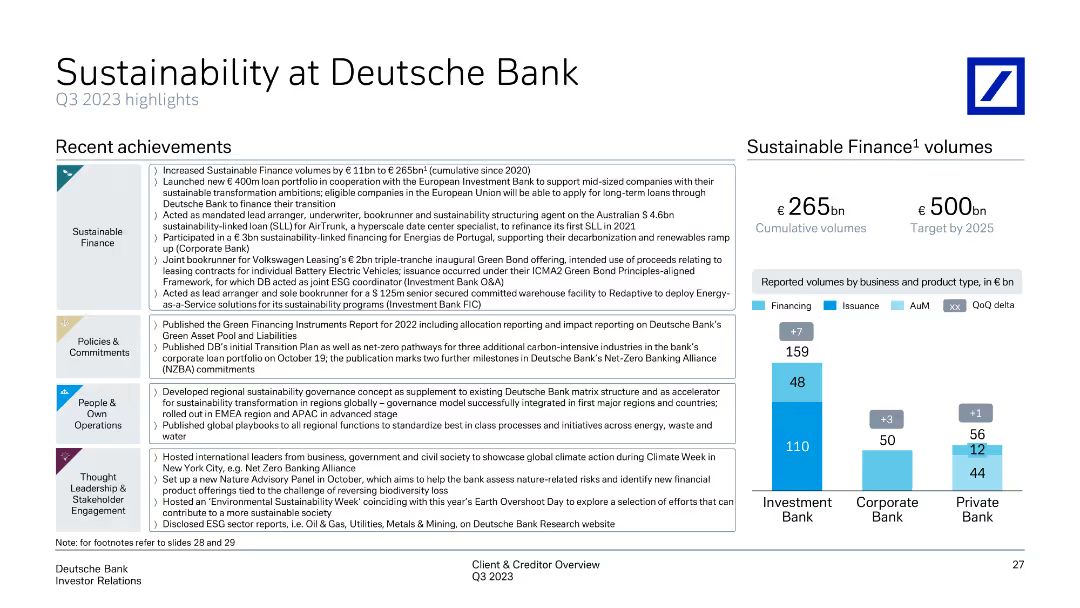 Sustainability at Deutsche Bank
Q3 2023 highlights
Recent achievements
Sustainable
Finance
⟩ Increased Sustainable Finance volumes by € 11bn to € 265bn¹ (cumulative since 2020)
⟩ Launched new € 400m loan portfolio in cooperation with the European Investment Bank to support mid-sized companies with their
sustainable transformation ambitions; eligible companies in the European Union will be able to apply for long-term loans through
Deutsche Bank to finance their transition
⟩ Acted as mandated lead arranger, underwriter, bookrunner and sustainability structuring agent on the Australian $ 4.6bn
sustainability-linked loan (SLL) for AirTrunk, a hyperscale date center specialist, to refinance its first SLL in 2021
⟩ Participated in a € 3bn sustainability-linked financing for Energias de Portugal, supporting their decarbonization and renewables ramp
up (Corporate Bank)
⟩ Joint bookrunner for Volkswagen Leasing's € 2bn triple-tranche inaugural Green Bond offering, intended use of proceeds relating to
leasing contracts for individual Battery Electric Vehicles; issuance occurred under their ICMA2 Green Bond Principles-aligned
Framework, for which DB acted as joint ESG coordinator (Investment Bank O&A)
⟩ Acted as lead arranger and sole bookrunner for a $ 125m senior secured committed warehouse facility to Redaptive to deploy Energy-
as-a-Service solutions for its sustainability programs (Investment Bank FIC)
Policies &
Commitments
⟩ Published the Green Financing Instruments Report for 2022 including allocation reporting and impact reporting on Deutsche Bank's
Green Asset Pool and Liabilities
⟩ Published DB's initial Transition Plan as well as net-zero pathways for three additional carbon-intensive industries in the bank's
corporate loan portfolio on October 19; the publication marks two further milestones in Deutsche Bank's Net-Zero Banking Alliance
(NZBA) commitments
People &
Own
Operations
⟩ Developed regional sustainability governance concept as supplement to existing Deutsche Bank matrix structure and as accelerator
for sustainability transformation in regions globally – governance model successfully integrated in first major regions and countries;
rolled out in EMEA region and APAC in advanced stage
⟩ Published global playbooks to all regional functions to standardize best in class processes and initiatives across energy, waste and
water
Thought
Leadership &
Stakeholder
Engagement
⟩ Hosted international leaders from business, government and civil society to showcase global climate action during Climate Week in
New York City, e.g. Net Zero Banking Alliance
⟩ Set up a new Nature Advisory Panel in October, which aims to help the bank assess nature-related risks and identify new financial
product offerings tied to the challenge of reversing biodiversity loss
⟩ Hosted an 'Environmental Sustainability Week' coinciding with this year's Earth Overshoot Day to explore a selection of efforts that can
contribute to a more sustainable society
⟩ Disclosed ESG sector reports, i.e. Oil & Gas, Utilities, Metals & Mining, on Deutsche Bank Research website
Sustainable Finance¹ volumes
€ 265bn
Cumulative volumes
€ 500bn
Target by 2025
Reported volumes by business and product type, in € bn
Financing Issuance AuM xx QoQ delta
+7
159
48
110
Investment
Bank
+3
50
Corporate
Bank
+1
56
12
44
Private
Bank
Note: for footnotes refer to slides 28 and 29
Deutsche Bank
Investor Relations
Client & Creditor Overview
Q3 2023
27